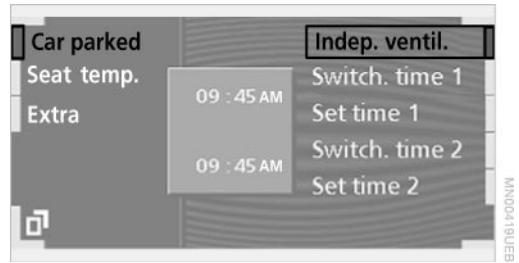 Car parked
Seat temp.
Extra
09 : 45 AM
09 : 45 AM
Indep. ventil.
Switch. time 1
Set time 1
Switch. time 2
Set time 2
MN00419UEB